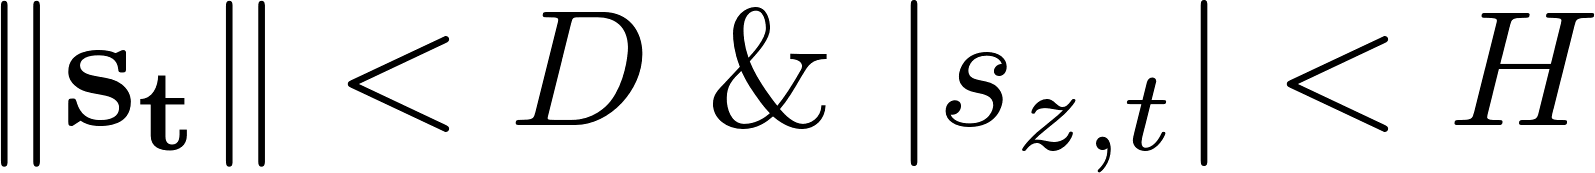 ‖𝐬_𝐭‖ < D & |s_{z,t}| < H